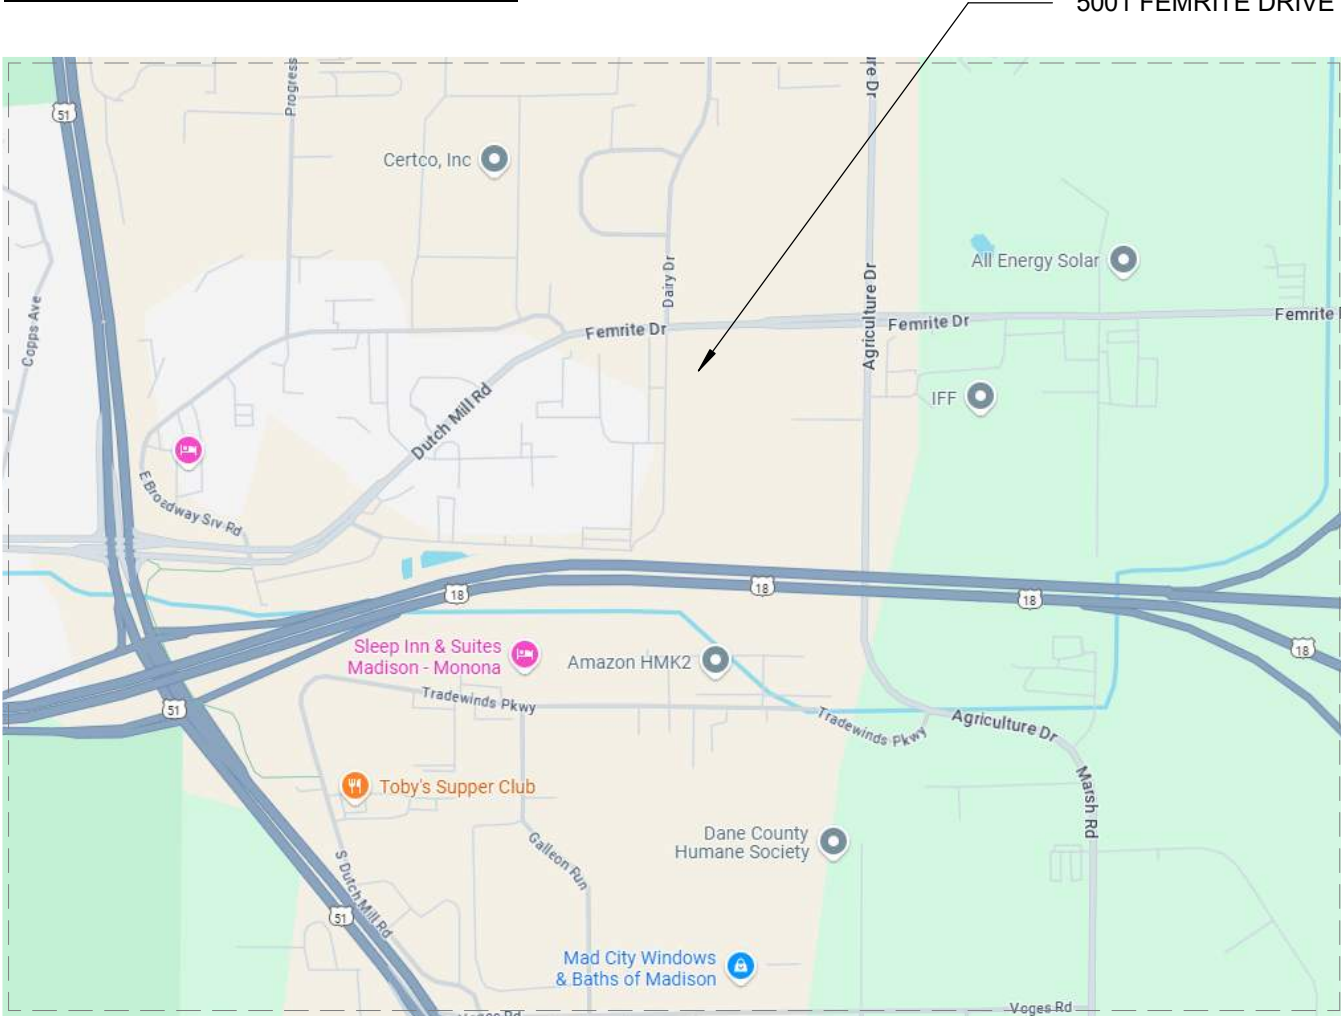 5001 FEMRITE DRIVE
51
Progress
re Dr
Certco, Inc
Dairy Dr
Agriculture Dr
All Energy Solar
Copps Ave
Femrite Dr
Femrite Dr
Femrite
Dutch Mill Rd
IFF
E Broadway Srv Rd
18
18
18
18
Sleep Inn & Suites
Madison - Monona
Amazon HMK2
Tradewinds Pkwy
51
Tradewinds Pkwy
Agriculture Dr
Toby's Supper Club
Marsh Rd
Dane County
Humane Society
Galleon Run
S Dutch Mill Rd
51
Mad City Windows
& Baths of Madison
Voges Rd